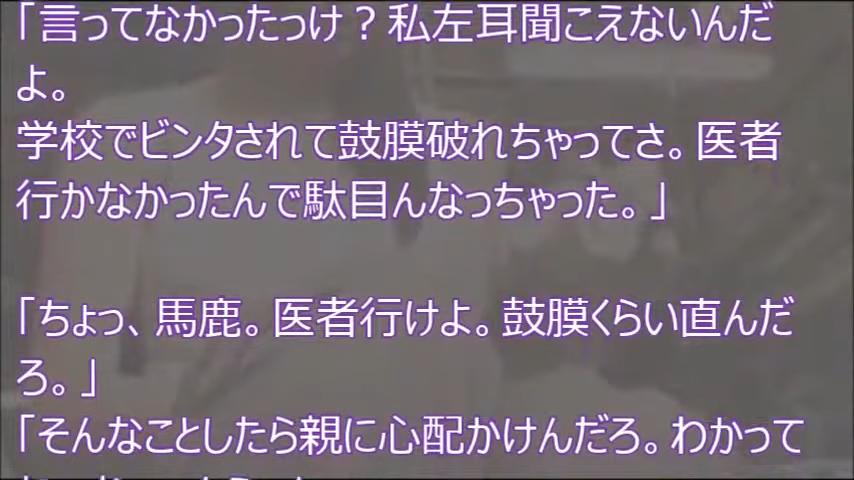 「言ってなかったっけ？私左耳聞こえないんだ
よ。
学校でビンタされて鼓膜破れちゃってさ。医者
行かなかったんで駄目んなっちゃった。」
「ちょっ、馬鹿。医者行けよ。鼓膜くらい直んだ
ろ。」
「そんなことしたら親に心配かけんだろ。わかって